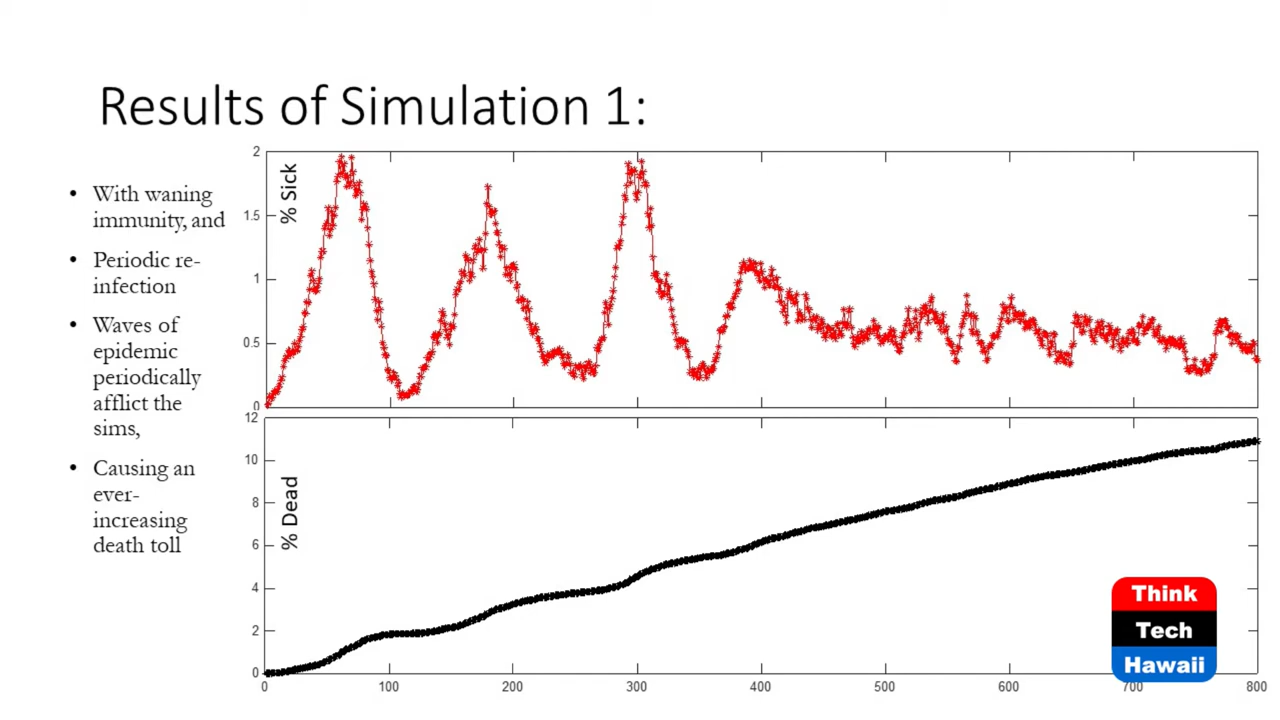 Results of Simulation 1:
• With waning
immunity, and
• Periodic re-
infection
• Waves of
epidemic
periodically
afflict the
sims,
• Causing an
ever-
increasing
death toll
2
1.5
1
0.5
0
% Sick
12
10
8
6
4
2
0
% Dead
0 100 200 300 400 500 600 700 800
Think
Tech
Hawaii